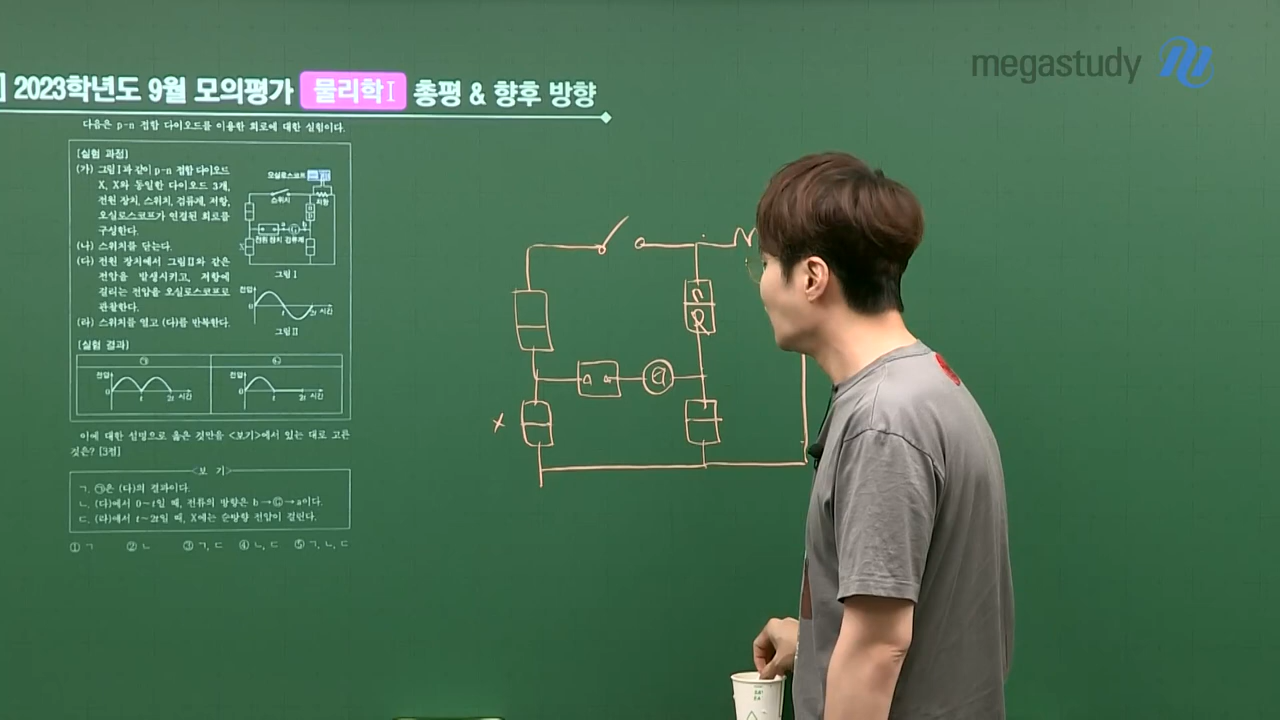 megastudy
] 2023학년도 9월 모의평가 물리학Ⅰ 총평 & 향후 방향
다음은 p-n 접합 다이오드를 이용한 회로에 대한 실험이다.
[실험 과정]
(가) 그림Ⅰ과 같이 p-n 접합 다이오드
X, X와 동일한 다이오드 3개,
전원 장치, 스위치, 검류계, 저항,
오실로스코프가 연결된 회로를
구성한다.
(나) 스위치를 닫는다.
(다) 전원 장치에서 그림Ⅱ와 같은
전압을 발생시키고, 저항에
걸리는 전압을 오실로스코프로
관찰한다.
(라) 스위치를 열고 (다)를 반복한다.
오실로스코프
스위치
저항
a
b
전원 장치 검류계
X
그림Ⅰ
전압
0
t
2t 시간
그림Ⅱ
[실험 결과]
㉠
㉡
전압
0
t
2t 시간
전압
0
t
2t 시간
이에 대한 설명으로 옳은 것만을 <보기>에서 있는 대로 고른
것은? [3점]
<보 기>
ㄱ. ㉠은 (다)의 결과이다.
ㄴ. (다)에서 0~t일 때, 전류의 방향은 b→Ⓖ→a이다.
ㄷ. (라)에서 t~2t일 때, X에는 순방향 전압이 걸린다.
① ㄱ ② ㄴ ③ ㄱ, ㄷ ④ ㄴ, ㄷ ⑤ ㄱ, ㄴ, ㄷ
n
P
G
X